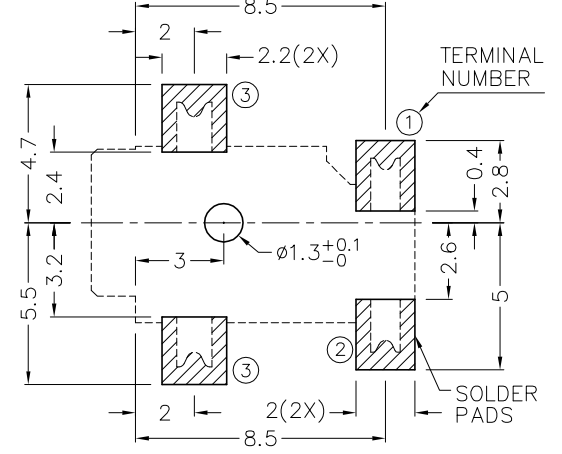 8.5
2
2.2(2X)
TERMINAL
NUMBER
3
1
4.7
2.4
0.4
2.8
3
ø1.3 +0.1 -0
3.2
5.5
2.6
5
3
2
2
2(2X)
8.5
SOLDER
PADS